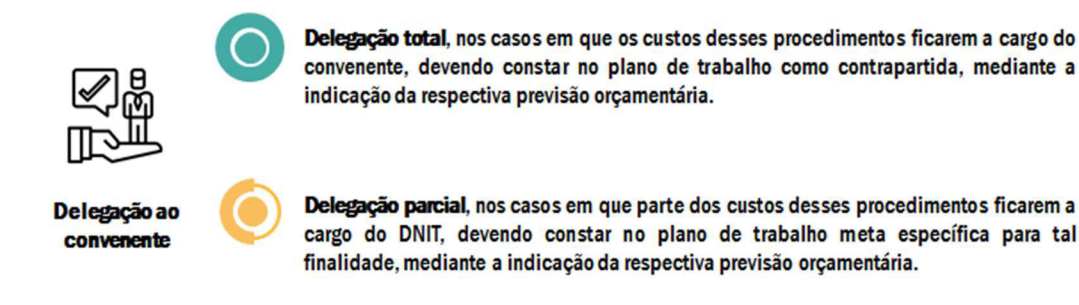 Delegação total, nos casos em que os custos desses procedimentos ficarem a cargo do
convenente, devendo constar no plano de trabalho como contrapartida, mediante a
indicação da respectiva previsão orçamentária.
Delegação ao
convenente
Delegação parcial, nos casos em que parte dos custos desses procedimentos ficarem a
cargo do DNIT, devendo constar no plano de trabalho meta específica para tal
finalidade, mediante a indicação da respectiva previsão orçamentária.